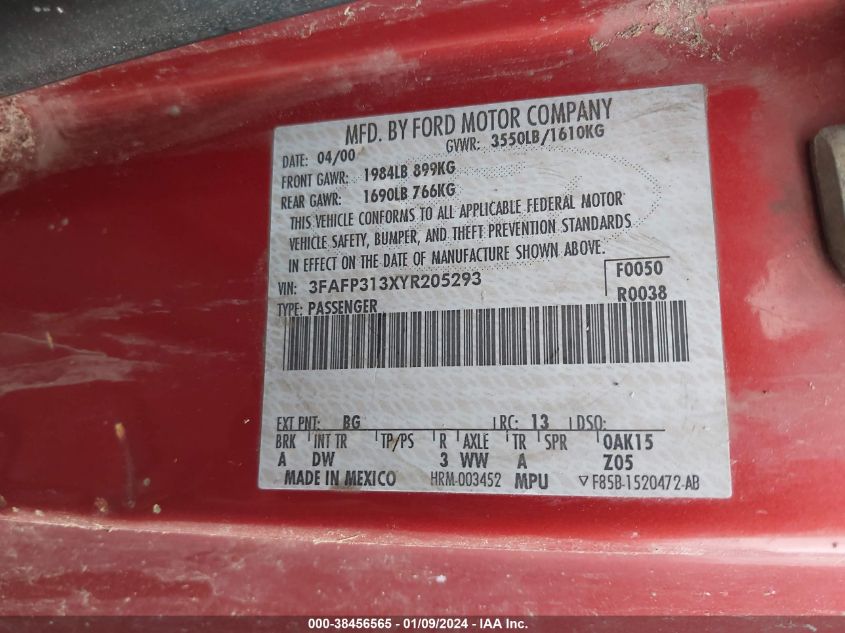 MFD. BY FORD MOTOR COMPANY
DATE: 04/00 GVWR: 3550LB/1610KG
FRONT GAWR: 1984LB 899KG
REAR GAWR: 1690LB 766KG
THIS VEHICLE CONFORMS TO ALL APPLICABLE FEDERAL MOTOR
VEHICLE SAFETY, BUMPER, AND THEFT PREVENTION STANDARDS
IN EFFECT ON THE DATE OF MANUFACTURE SHOWN ABOVE.
VIN: 3FAFP313XYR205293 F0050
TYPE: PASSENGER R0038
EXT PNT: BG RC: 13 DSO:
BRK INT TR TP/PS R AXLE TR SPR 0AK15
A DW 3 WW A Z05
MADE IN MEXICO HRM-003452 MPU ▽F85B-1520472-AB
000-38456565 - 01/09/2024 - IAA Inc.